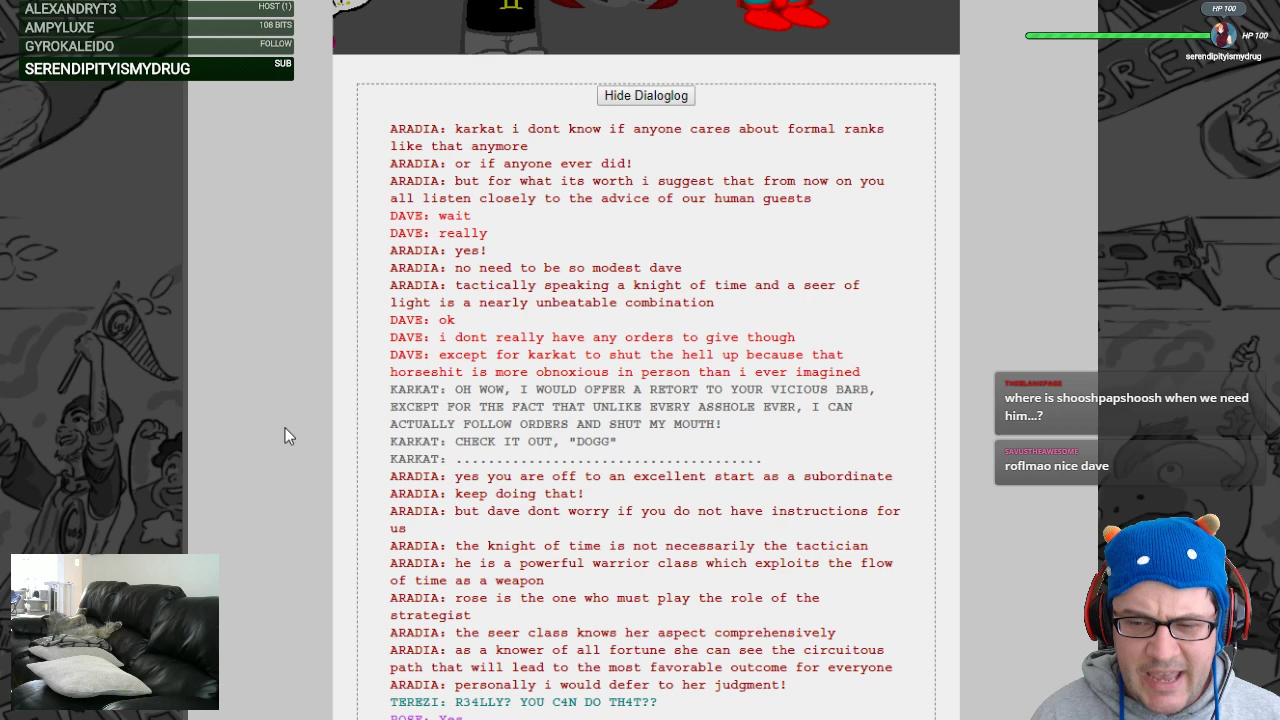 ALEXANDRYT3 HOST (1)
AMPYLUXE 108 BITS
GYROKALEIDO FOLLOW
SERENDIPITYISMYDRUG SUB
HP 100
HP 100
serendipityismydrug
Hide Dialoglog
ARADIA: karkat i dont know if anyone cares about formal ranks
like that anymore
ARADIA: or if anyone ever did!
ARADIA: but for what its worth i suggest that from now on you
all listen closely to the advice of our human guests
DAVE: wait
DAVE: really
ARADIA: yes!
ARADIA: no need to be so modest dave
ARADIA: tactically speaking a knight of time and a seer of
light is a nearly unbeatable combination
DAVE: ok
DAVE: i dont really have any orders to give though
DAVE: except for karkat to shut the hell up because that
horseshit is more obnoxious in person than i ever imagined
KARKAT: OH WOW, I WOULD OFFER A RETORT TO YOUR VICIOUS BARB,
EXCEPT FOR THE FACT THAT UNLIKE EVERY ASSHOLE EVER, I CAN
ACTUALLY FOLLOW ORDERS AND SHUT MY MOUTH!
KARKAT: CHECK IT OUT, "DOGG"
KARKAT: ......................................
ARADIA: yes you are off to an excellent start as a subordinate
ARADIA: keep doing that!
ARADIA: but dave dont worry if you do not have instructions for
us
ARADIA: the knight of time is not necessarily the tactician
ARADIA: he is a powerful warrior class which exploits the flow
of time as a weapon
ARADIA: rose is the one who must play the role of the
strategist
ARADIA: the seer class knows her aspect comprehensively
ARADIA: as a knower of all fortune she can see the circuitous
path that will lead to the most favorable outcome for everyone
ARADIA: personally i would defer to her judgment!
TEREZI: R34LLY? YOU C4N DO TH4T??
ROSE: Yes
THEBLANKPAGE
where is shooshpapshoosh when we need
him...?
SAVUSTHEAWESOME
roflmao nice dave